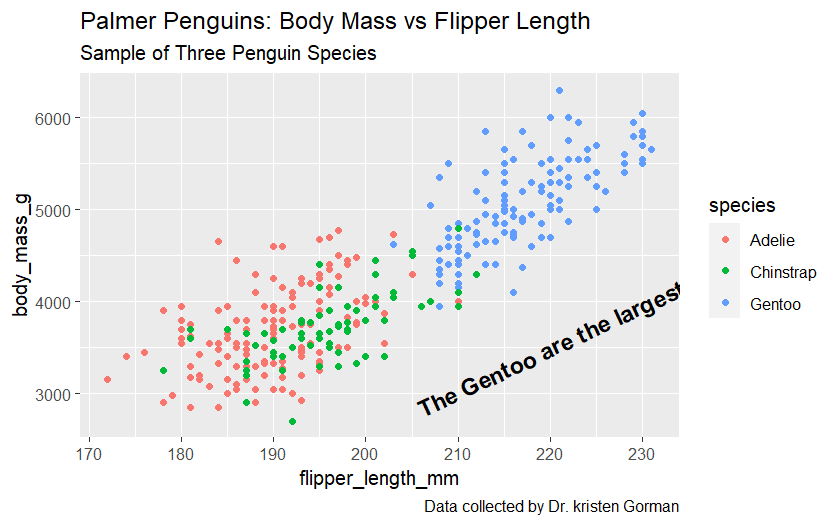 Palmer Penguins: Body Mass vs Flipper Length
Sample of Three Penguin Species
body_mass_g
6000
5000
4000
3000
The Gentoo are the largest
170
180
190
200
210
220
230
flipper_length_mm
species
Adelie
Chinstrap
Gentoo
Data collected by Dr. kristen Gorman